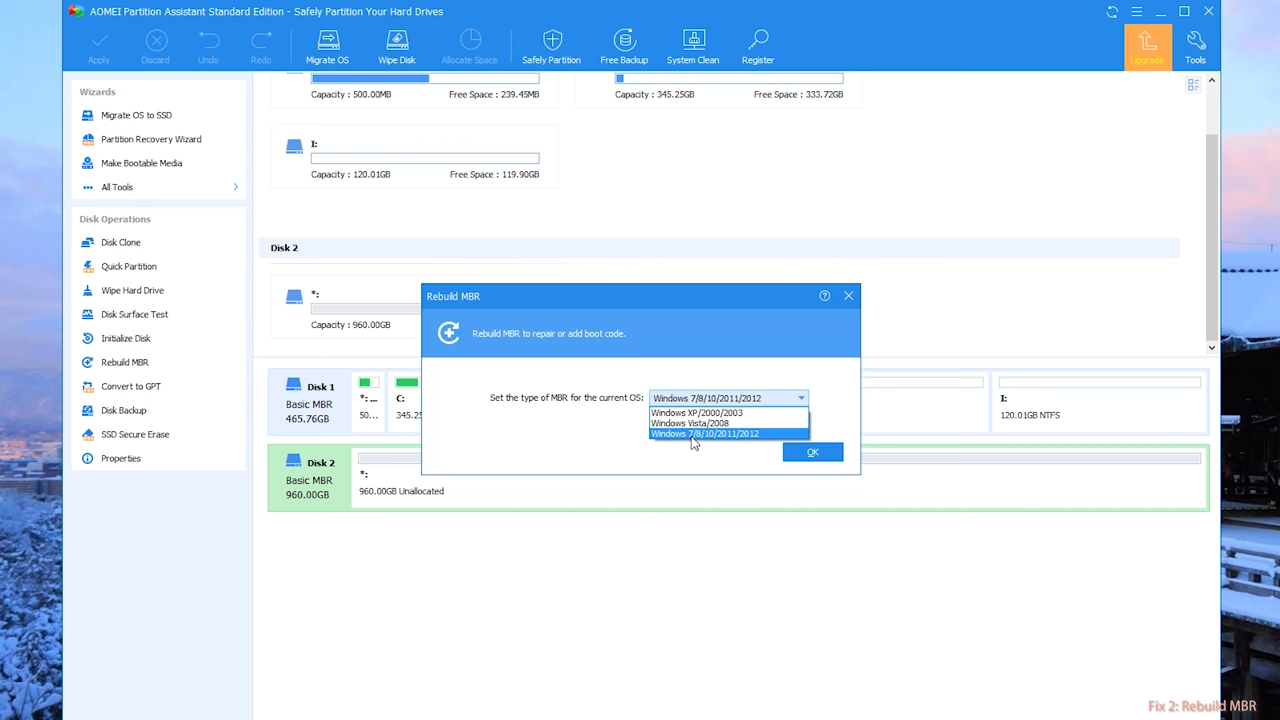 AOMEI Partition Assistant Standard Edition - Safely Partition Your Hard Drives
Apply
Discard
Undo
Redo
Migrate OS
Wipe Disk
Allocate Space
Safely Partition
Free Backup
System Clean
Register
Upgrade
Tools
Wizards
Migrate OS to SSD
Partition Recovery Wizard
Make Bootable Media
All Tools
Disk Operations
Disk Clone
Quick Partition
Wipe Hard Drive
Disk Surface Test
Initialize Disk
Rebuild MBR
Convert to GPT
Disk Backup
SSD Secure Erase
Properties
Capacity : 500.00MB
Free Space : 239.45MB
Capacity : 345.25GB
Free Space : 333.72GB
I:
Capacity : 120.01GB
Free Space : 119.90GB
Disk 2
*:
Capacity : 960.00GB
Rebuild MBR
Rebuild MBR to repair or add boot code.
Set the type of MBR for the current OS:
Windows 7/8/10/2011/2012
Windows XP/2000/2003
Windows Vista/2008
Windows 7/8/10/2011/2012
OK
Disk 1
Basic MBR
465.76GB
*: ...
50...
C:
345.25
I:
120.01GB NTFS
Disk 2
Basic MBR
960.00GB
*:
960.00GB Unallocated
Fix 2: Rebuild MBR